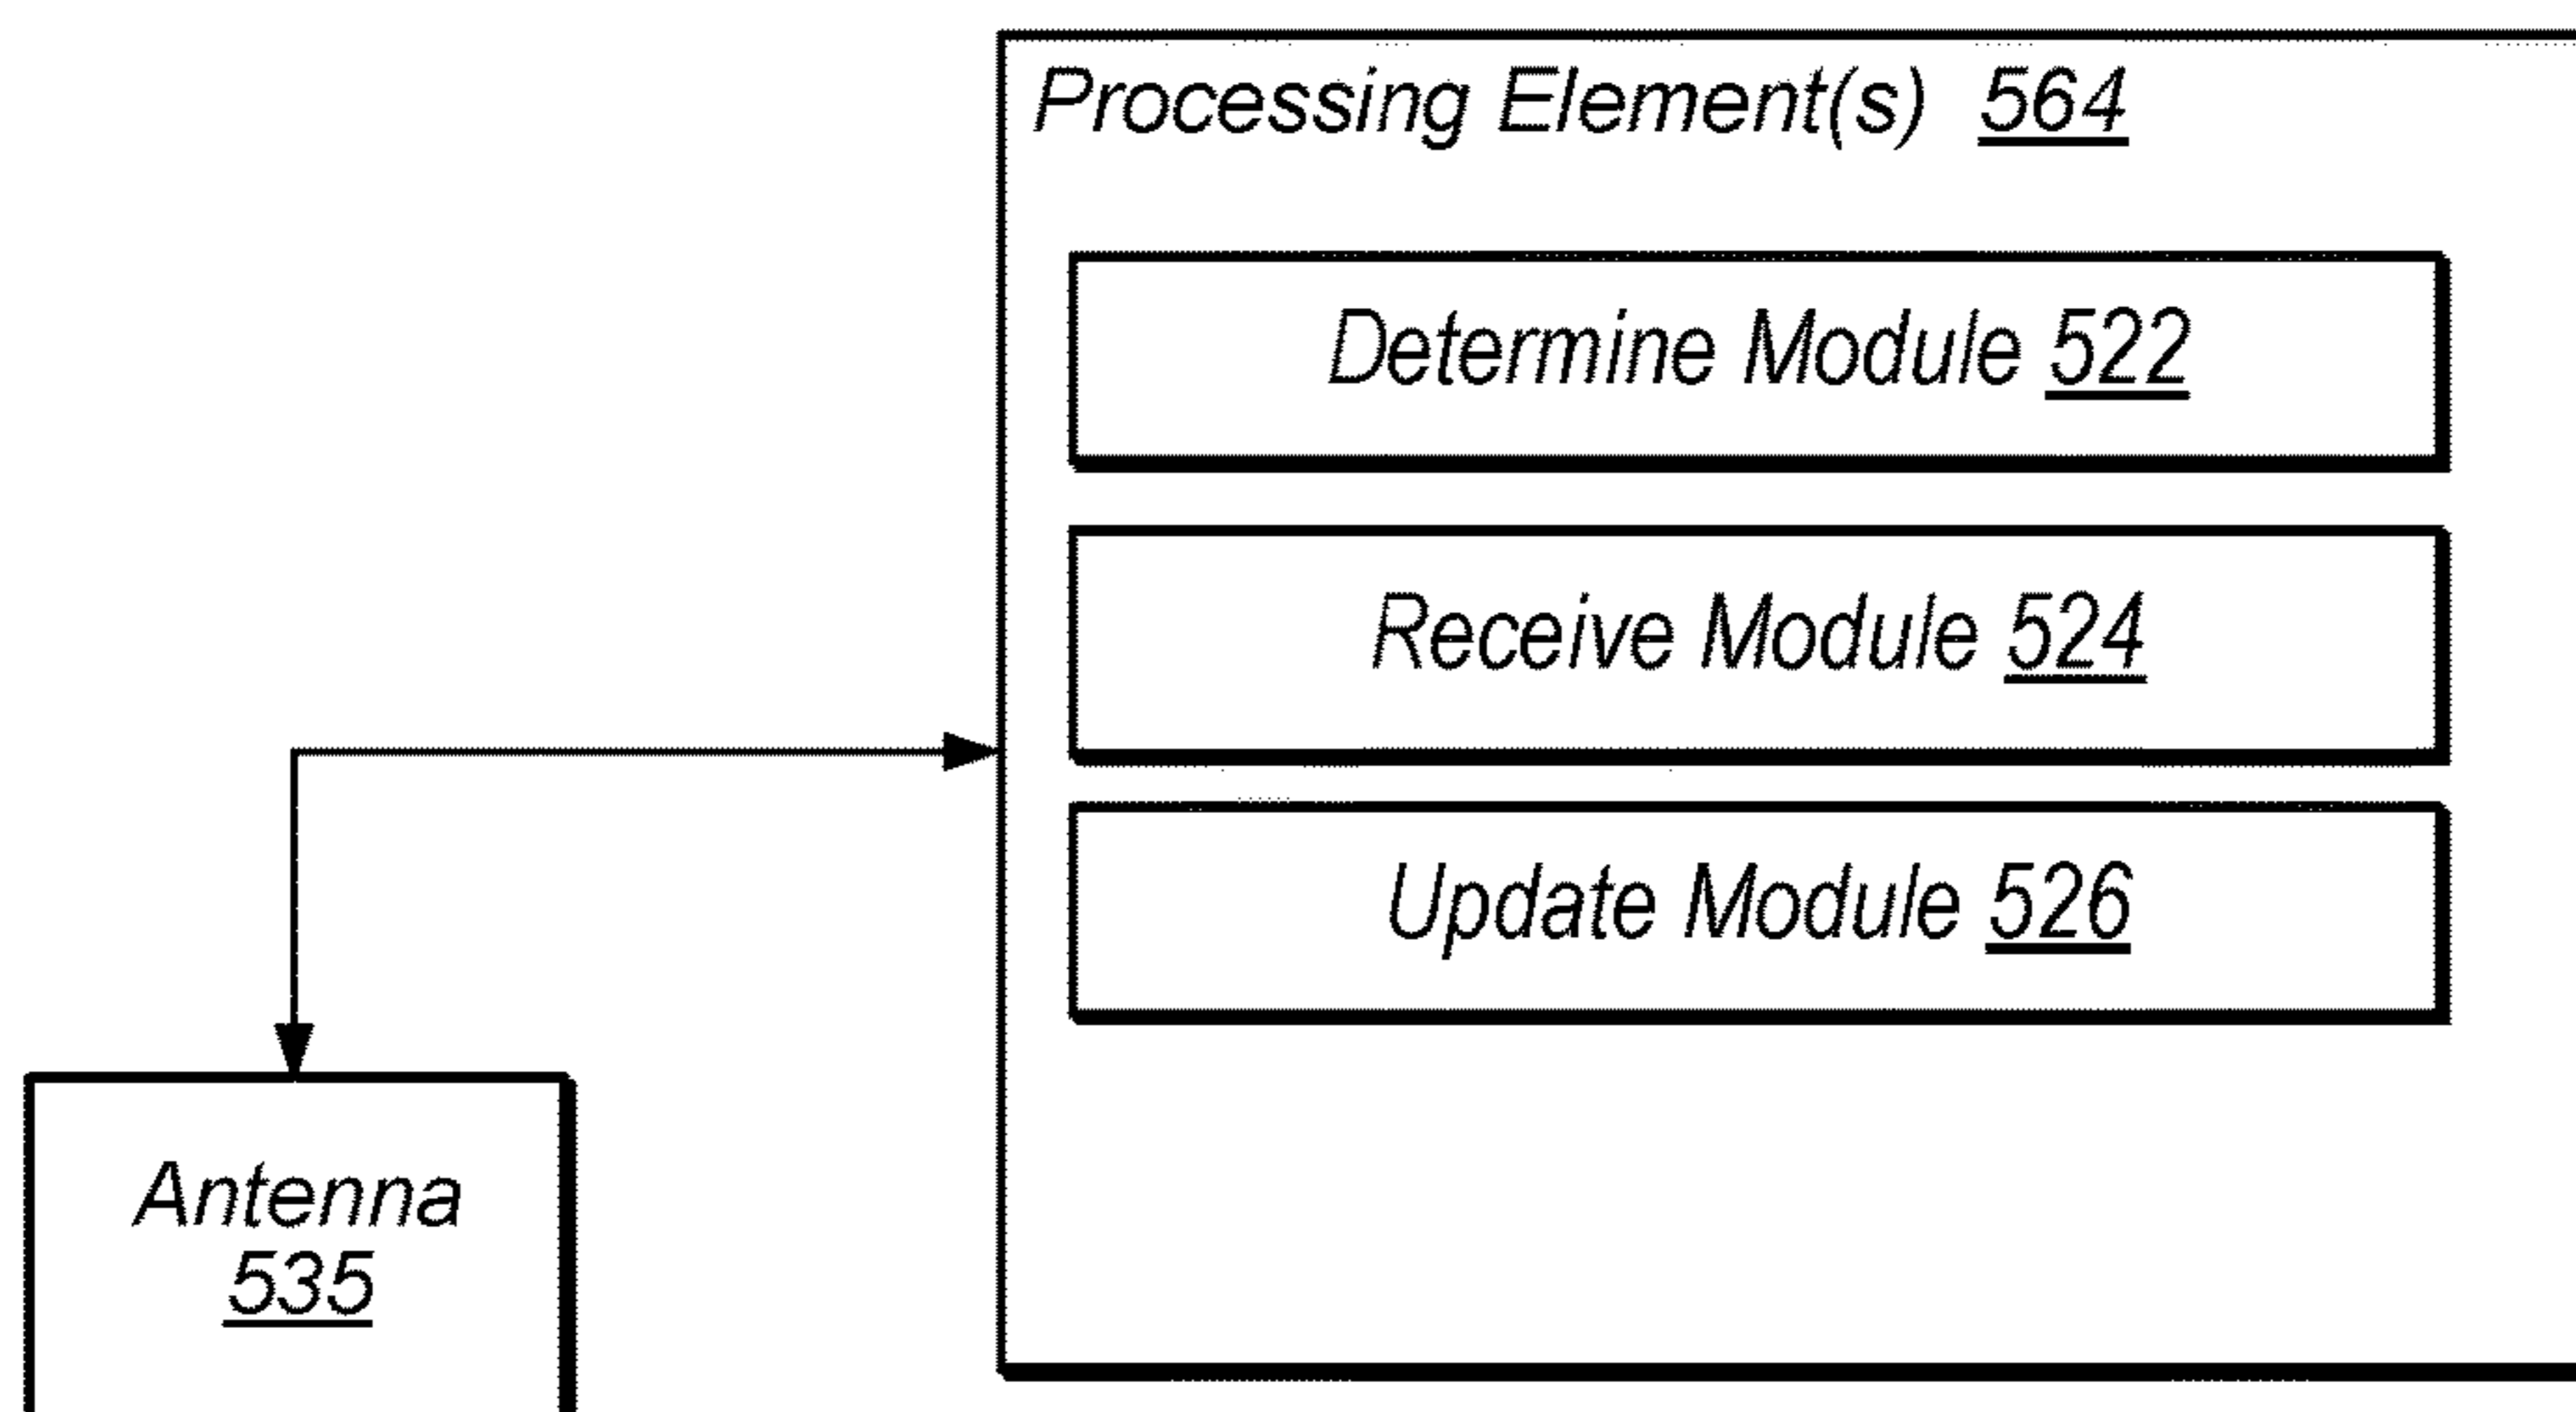 Processing Element(s) 564
Determine Module 522
Receive Module 524
Update Module 526
Antenna
535